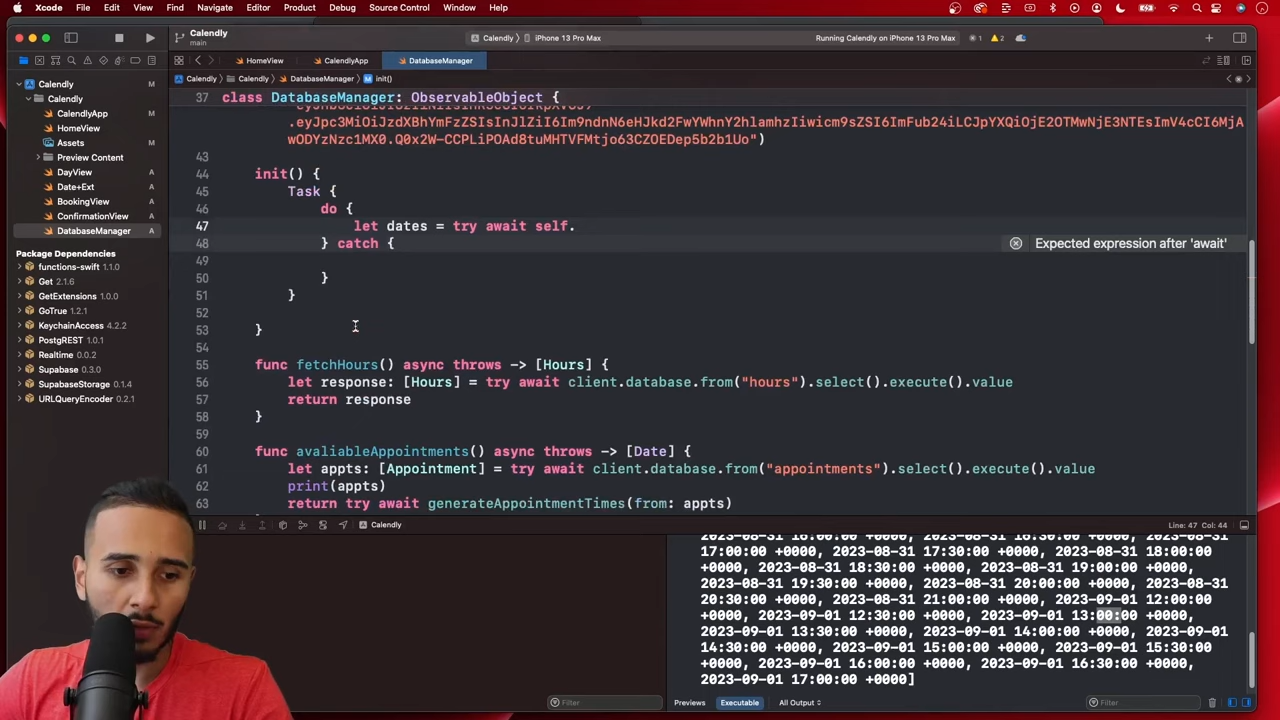 Xcode File Edit View Find Navigate Editor Product Debug Source Control Window Help
Calendly
main
Calendly
iPhone 13 Pro Max
Running Calendly on iPhone 13 Pro Max
1
2
HomeView
CalendlyApp
DatabaseManager
Calendly
Calendly
DatabaseManager
init()
Calendly M
Calendly
CalendlyApp M
HomeView
Assets M
Preview Content
DayView A
Date+Ext A
BookingView A
ConfirmationView A
DatabaseManager A
Package Dependencies
functions-swift 1.1.0
Get 2.1.6
GetExtensions 1.0.0
GoTrue 1.2.1
KeychainAccess 4.2.2
PostgREST 1.0.1
Realtime 0.0.2
Supabase 0.3.0
SupabaseStorage 0.1.4
URLQueryEncoder 0.2.1
37 class DatabaseManager: ObservableObject {
43
44 init() {
45 Task {
46 do {
47 let dates = try await self.
48 } catch {
Expected expression after 'await'
49
50 }
51 }
52
53 }
54
55 func fetchHours() async throws -> [Hours] {
56 let response: [Hours] = try await client.database.from("hours").select().execute().value
57 return response
58 }
59
60 func avaliableAppointments() async throws -> [Date] {
61 let appts: [Appointment] = try await client.database.from("appointments").select().execute().value
62 print(appts)
63 return try await generateAppointmentTimes(from: appts)
Calendly
Line: 47 Col: 44
17:00:00 +0000, 2023-08-31 17:30:00 +0000, 2023-08-31 18:00:00
+0000, 2023-08-31 18:30:00 +0000, 2023-08-31 19:00:00 +0000,
2023-08-31 19:30:00 +0000, 2023-08-31 20:00:00 +0000, 2023-08-31
20:30:00 +0000, 2023-08-31 21:00:00 +0000, 2023-09-01 12:00:00
+0000, 2023-09-01 12:30:00 +0000, 2023-09-01 13:00:00 +0000,
2023-09-01 13:30:00 +0000, 2023-09-01 14:00:00 +0000, 2023-09-01
14:30:00 +0000, 2023-09-01 15:00:00 +0000, 2023-09-01 15:30:00
+0000, 2023-09-01 16:00:00 +0000, 2023-09-01 16:30:00 +0000,
2023-09-01 17:00:00 +0000]
Filter
Previews
Executable
All Output
Filter